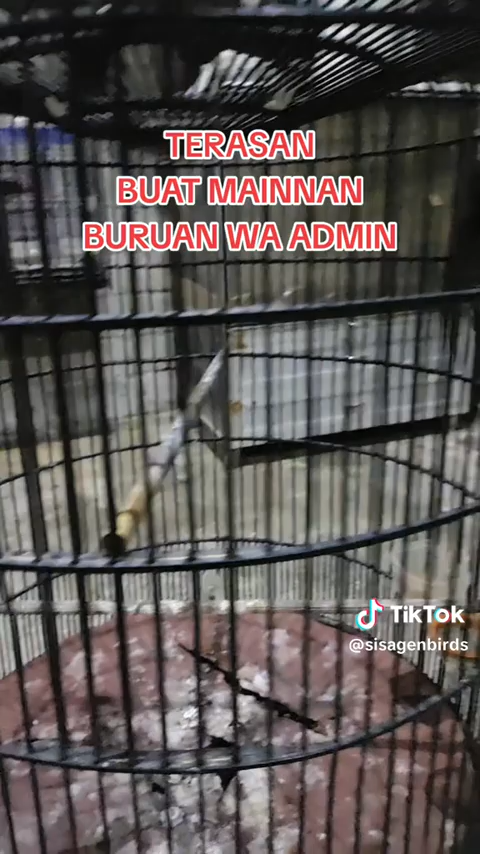 TERASAN
BUAT MAINNAN
BURUAN WA ADMIN
TikTok
@sisagenbirds